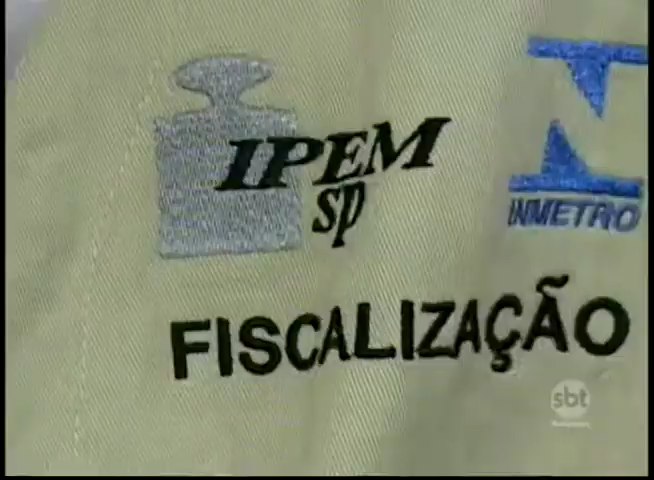 IPEM
sp
INMETRO
FISCALIZAÇÃO
sbt